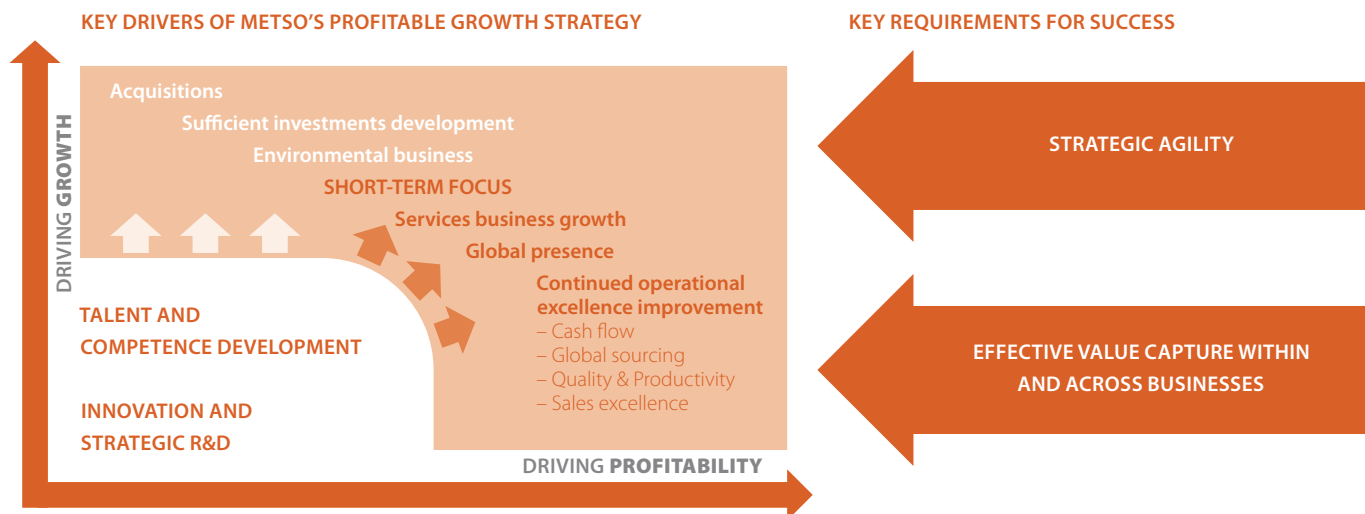 KEY DRIVERS OF METSO'S PROFITABLE GROWTH STRATEGY
DRIVING GROWTH
Acquisitions
Sufficient investments development
Environmental business
SHORT-TERM FOCUS
Services business growth
Global presence
Continued operational
excellence improvement
– Cash flow
– Global sourcing
– Quality & Productivity
– Sales excellence
TALENT AND
COMPETENCE DEVELOPMENT
INNOVATION AND
STRATEGIC R&D
DRIVING PROFITABILITY
KEY REQUIREMENTS FOR SUCCESS
STRATEGIC AGILITY
EFFECTIVE VALUE CAPTURE WITHIN
AND ACROSS BUSINESSES